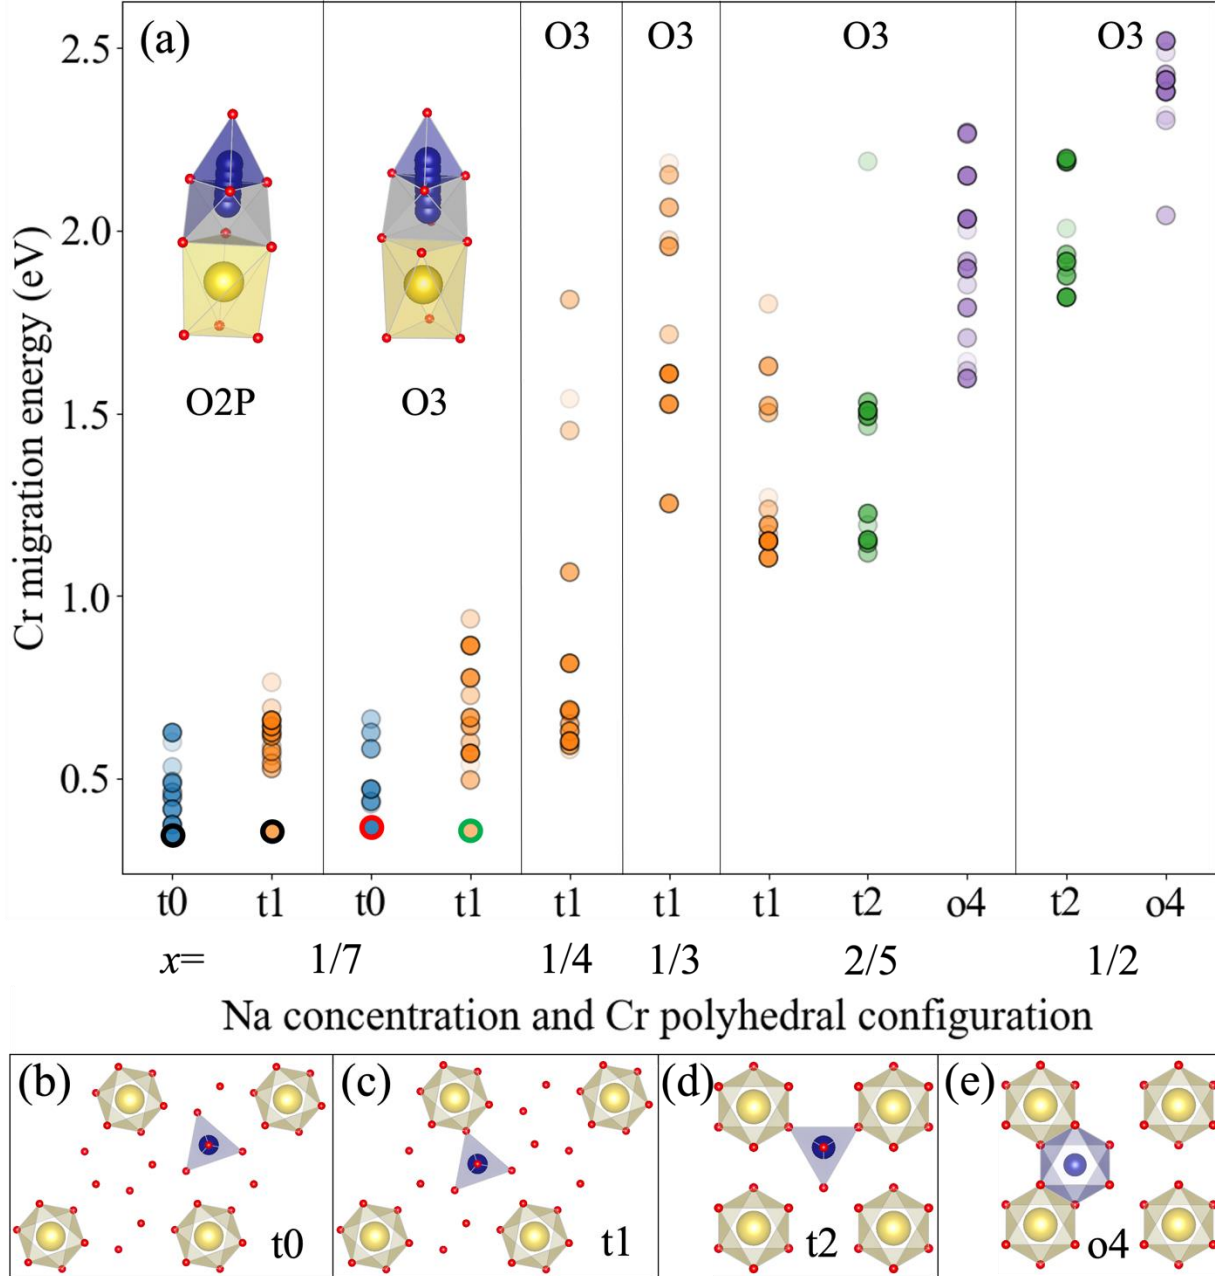 (a)
O3 O3 O3 O3
2.5
2.0
O2P O3
1.5
1.0
0.5
Cr migration energy (eV)
t0 t1 t0 t1 t1 t1 t1 t2 o4 t2 o4
x= 1/7 1/4 1/3 2/5 1/2
Na concentration and Cr polyhedral configuration
(b) (c) (d) (e)
t0 t1 t2 o4